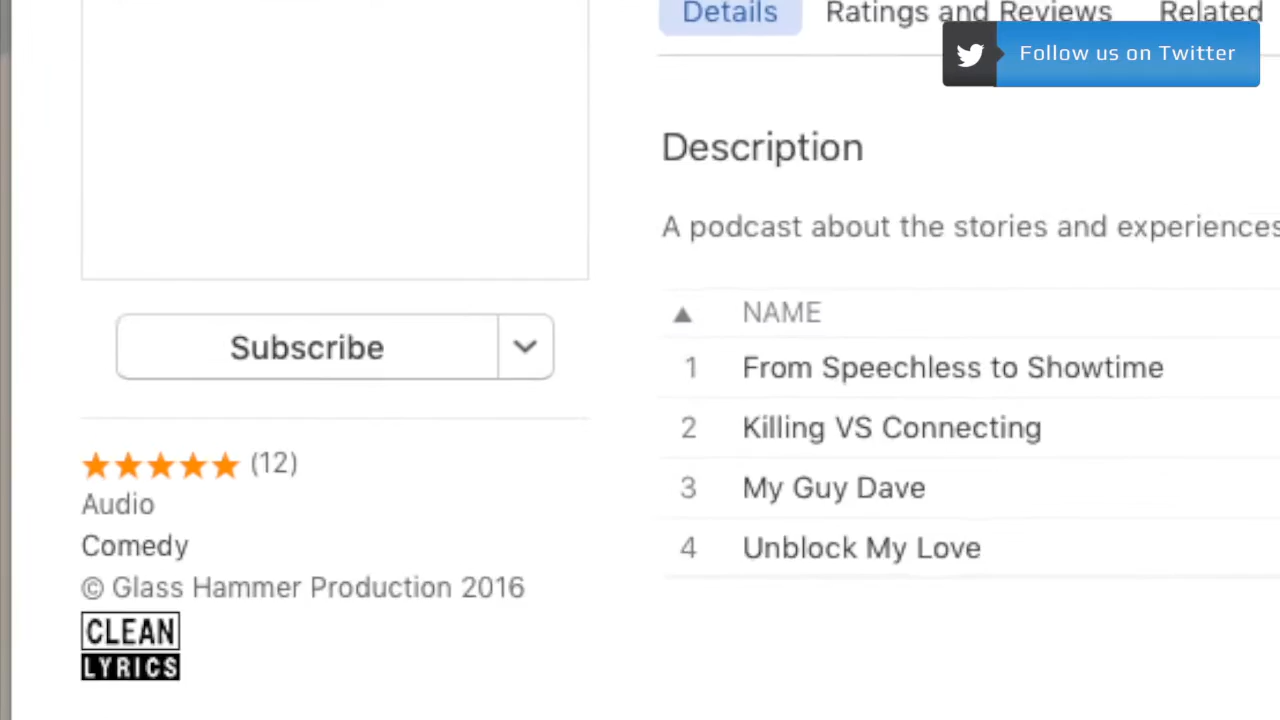 Details Ratings and Reviews Related
Follow us on Twitter
Description
A podcast about the stories and experiences
▲ NAME
1 From Speechless to Showtime
2 Killing VS Connecting
3 My Guy Dave
4 Unblock My Love
Subscribe
★★★★★ (12)
Audio
Comedy
© Glass Hammer Production 2016
CLEAN
LYRICS